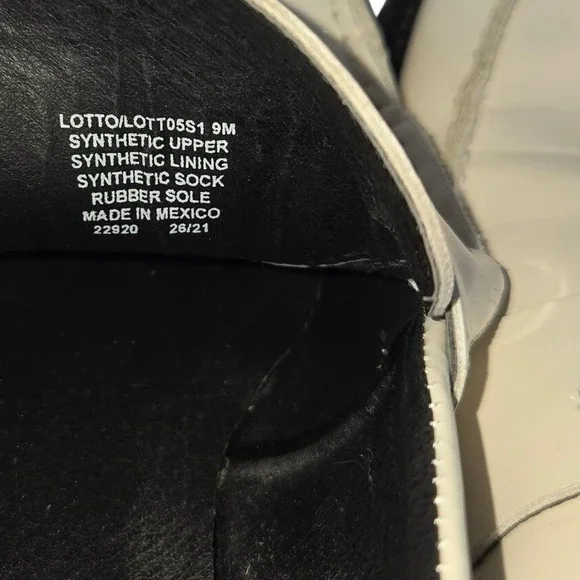 LOTTO/LOTT05S1 9M
SYNTHETIC UPPER
SYNTHETIC LINING
SYNTHETIC SOCK
RUBBER SOLE
MADE IN MEXICO
22920 26/21